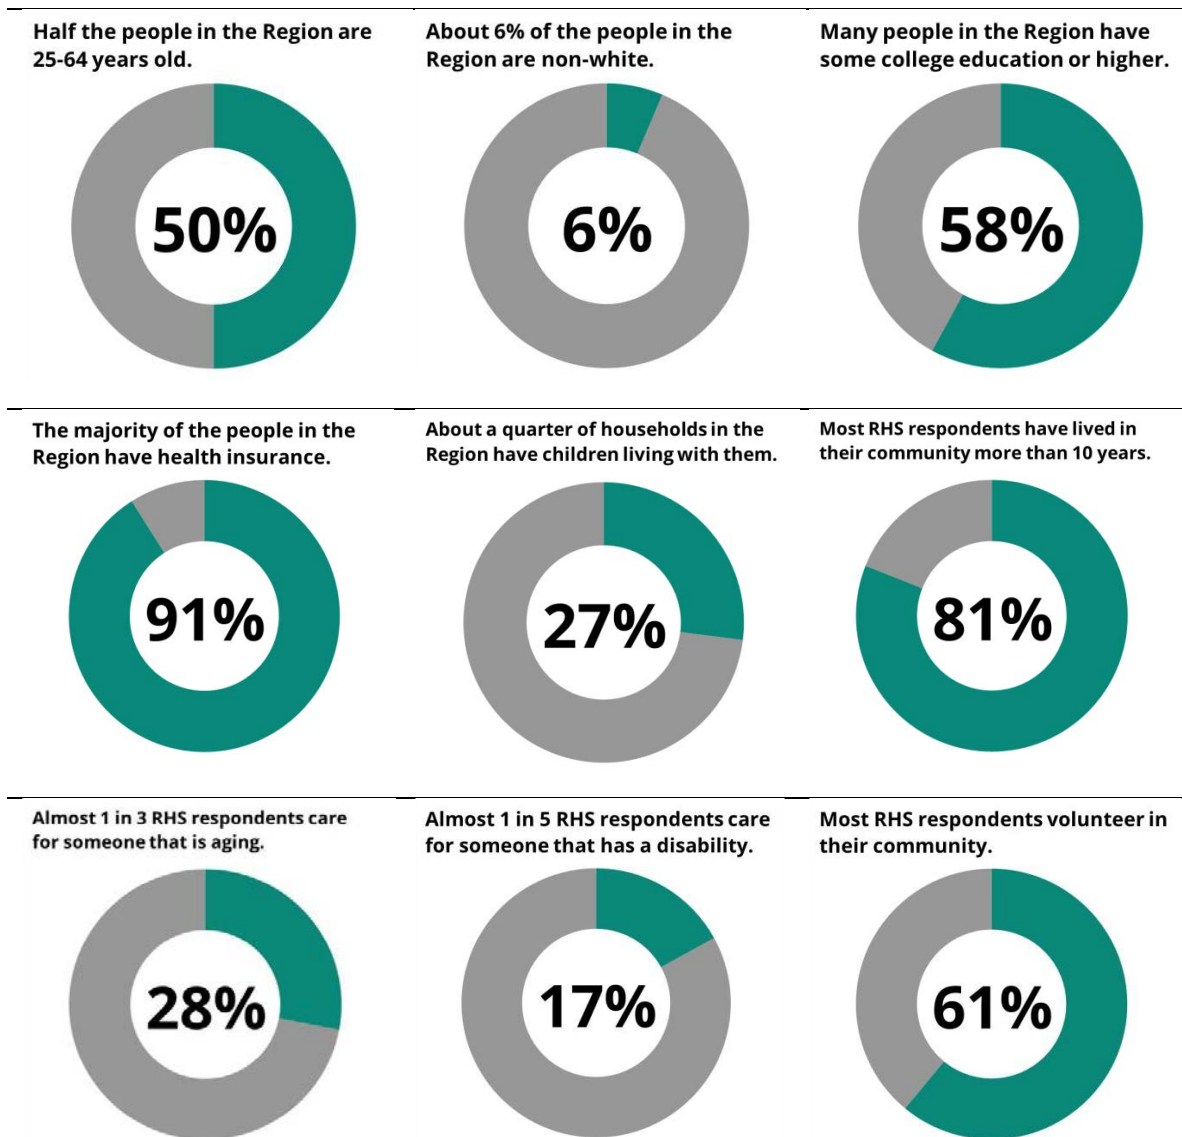 Half the people in the Region are
25-64 years old.
50%
About 6% of the people in the
Region are non-white.
6%
Many people in the Region have
some college education or higher.
58%
The majority of the people in the
Region have health insurance.
91%
About a quarter of households in the
Region have children living with them.
27%
Most RHS respondents have lived in
their community more than 10 years.
81%
Almost 1 in 3 RHS respondents care
for someone that is aging.
28%
Almost 1 in 5 RHS respondents care
for someone that has a disability.
17%
Most RHS respondents volunteer in
their community.
61%